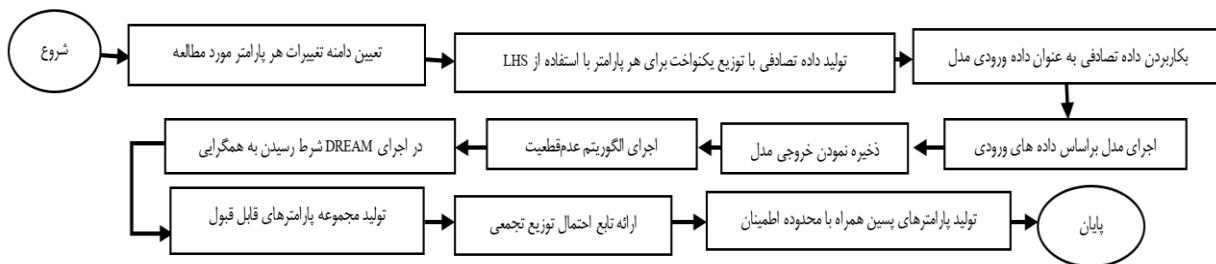 شروع
تعیین دامنه تغییرات هر پارامتر مورد مطالعه
تولید داده تصادفی با توزیع یکنواخت برای هر پارامتر با استفاده از LHS
بکاربردن داده تصادفی به عنوان داده ورودی مدل
اجرای مدل براساس داده های ورودی
ذخیره نمودن خروجی مدل
اجرای الگوریتم عدم‌قطعیت
در اجرای DREAM شرط رسیدن به همگرایی
تولید مجموعه پارامترهای قابل قبول
ارائه تابع احتمال توزیع تجمعی
تولید پارامترهای پسین همراه با محدوده اطمینان
پایان